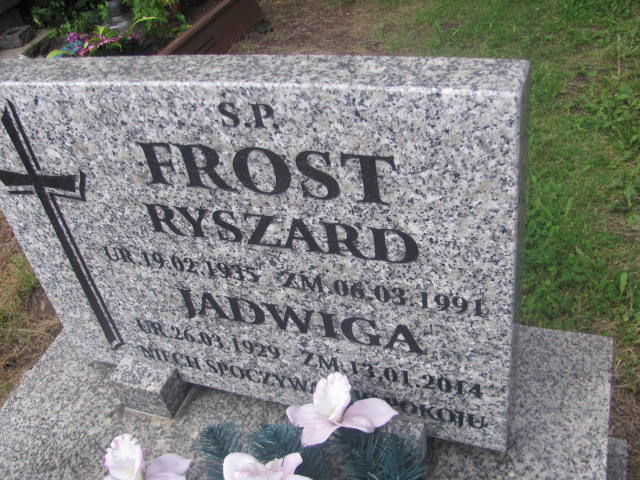 S.P.
FROST
RYSZARD
UR.19.02.1935 ZM.06.03.1991
JADWIGA
UR.26.03.1929 ZM.13.01.2014
NIECH SPOCZYWA POKOJU